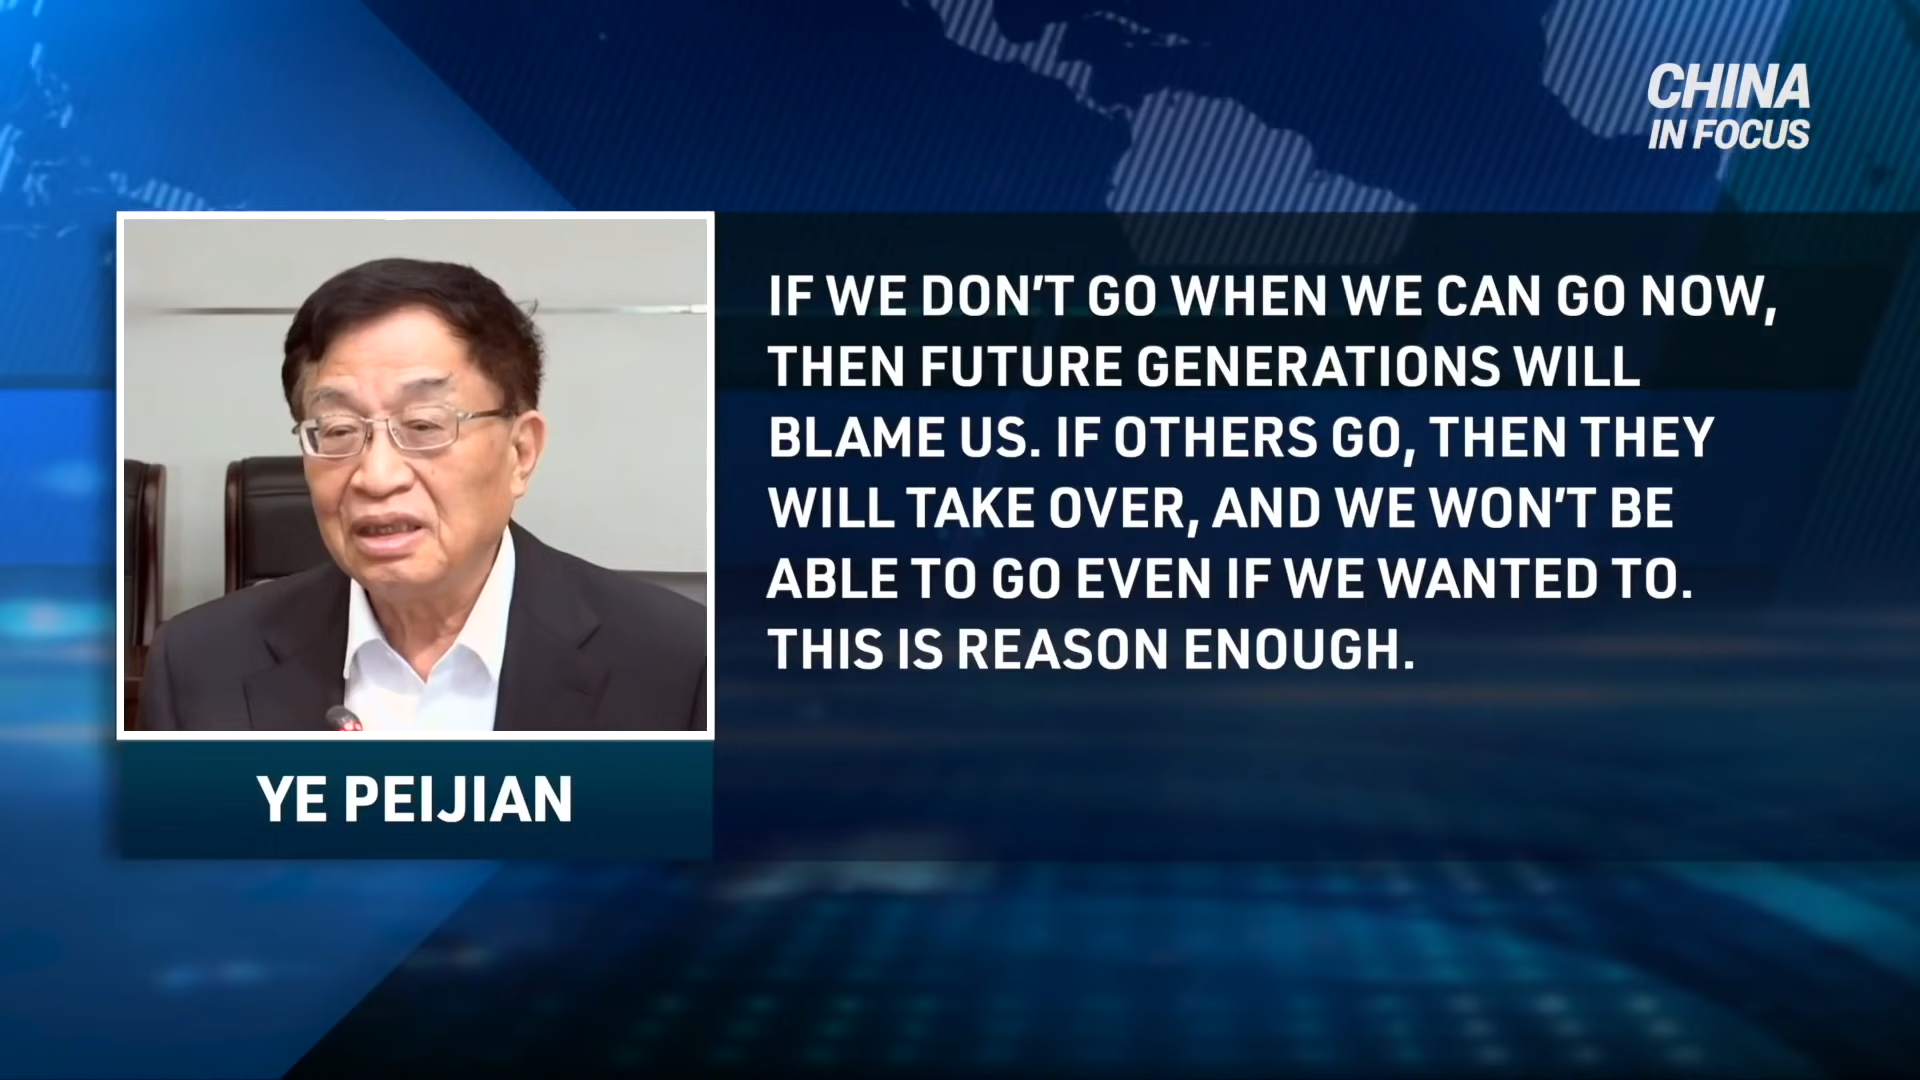 CHINA
IN FOCUS
IF WE DON'T GO WHEN WE CAN GO NOW,
THEN FUTURE GENERATIONS WILL
BLAME US. IF OTHERS GO, THEN THEY
WILL TAKE OVER, AND WE WON'T BE
ABLE TO GO EVEN IF WE WANTED TO.
THIS IS REASON ENOUGH.
YE PEIJIAN